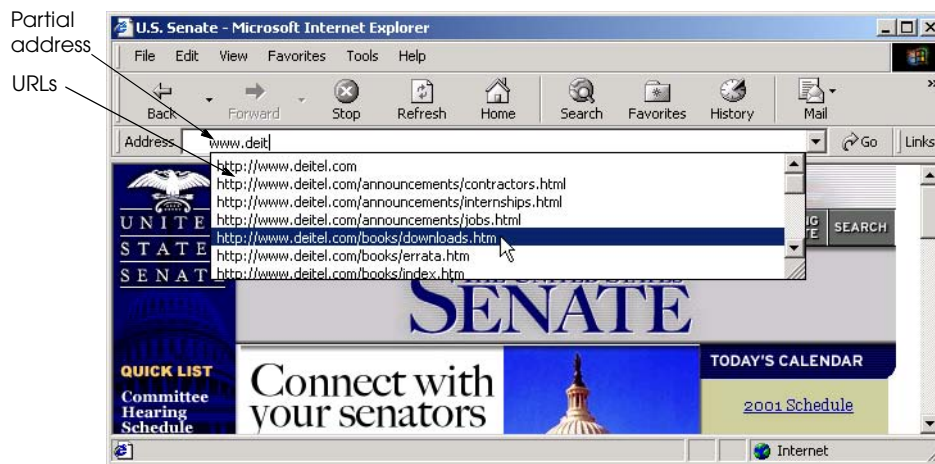 Partial
address
URLs
U.S. Senate - Microsoft Internet Explorer
File Edit View Favorites Tools Help
Back Forward Stop Refresh Home Search Favorites History Mail »
Address www.deit Go Links
http://www.deitel.com
http://www.deitel.com/announcements/contractors.html
http://www.deitel.com/announcements/internships.html
http://www.deitel.com/announcements/jobs.html
http://www.deitel.com/books/downloads.htm
http://www.deitel.com/books/errata.htm
http://www.deitel.com/books/index.htm
UNITE
STATE
SENAT
SEARCH
SENATE
QUICK LIST
Committee
Hearing
Schedule
Connect with
your senators
TODAY'S CALENDAR
2001 Schedule
Internet